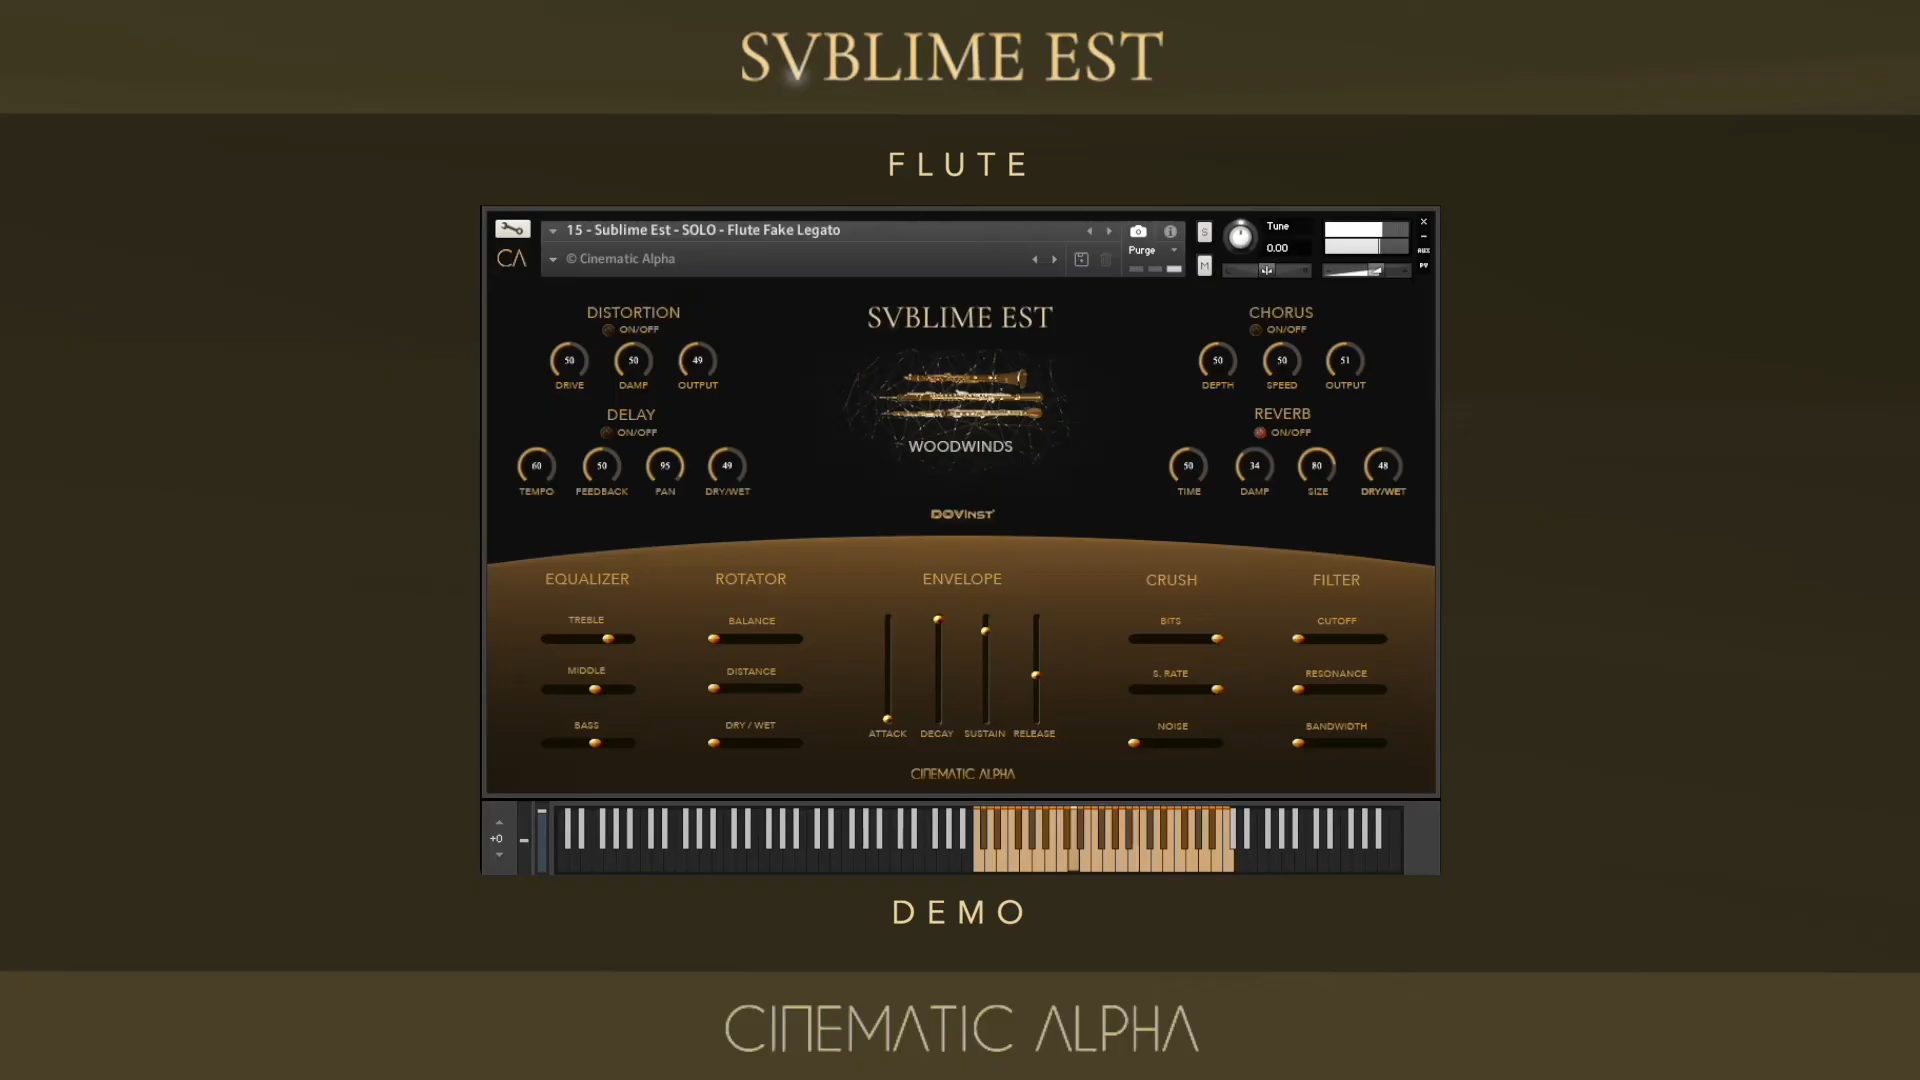 SVBLIME EST
FLUTE
15 - Sublime Est - SOLO - Flute Fake Legato
© Cinematic Alpha
CA
Purge
S
M
Tune
0.00
AUX
PV
DISTORTION
ON/OFF
50 50 49
DRIVE DAMP OUTPUT
DELAY
ON/OFF
60 50 95 49
TEMPO FEEDBACK PAN DRY/WET
SVBLIME EST
WOODWINDS
DOVINST
CHORUS
ON/OFF
50 50 51
DEPTH SPEED OUTPUT
REVERB
ON/OFF
50 34 80 48
TIME DAMP SIZE DRY/WET
EQUALIZER
TREBLE
MIDDLE
BASS
ROTATOR
BALANCE
DISTANCE
DRY / WET
ENVELOPE
ATTACK DECAY SUSTAIN RELEASE
CRUSH
BITS
S. RATE
NOISE
FILTER
CUTOFF
RESONANCE
BANDWIDTH
CINEMATIC ALPHA
+0
DEMO
CINEMATIC ALPHA